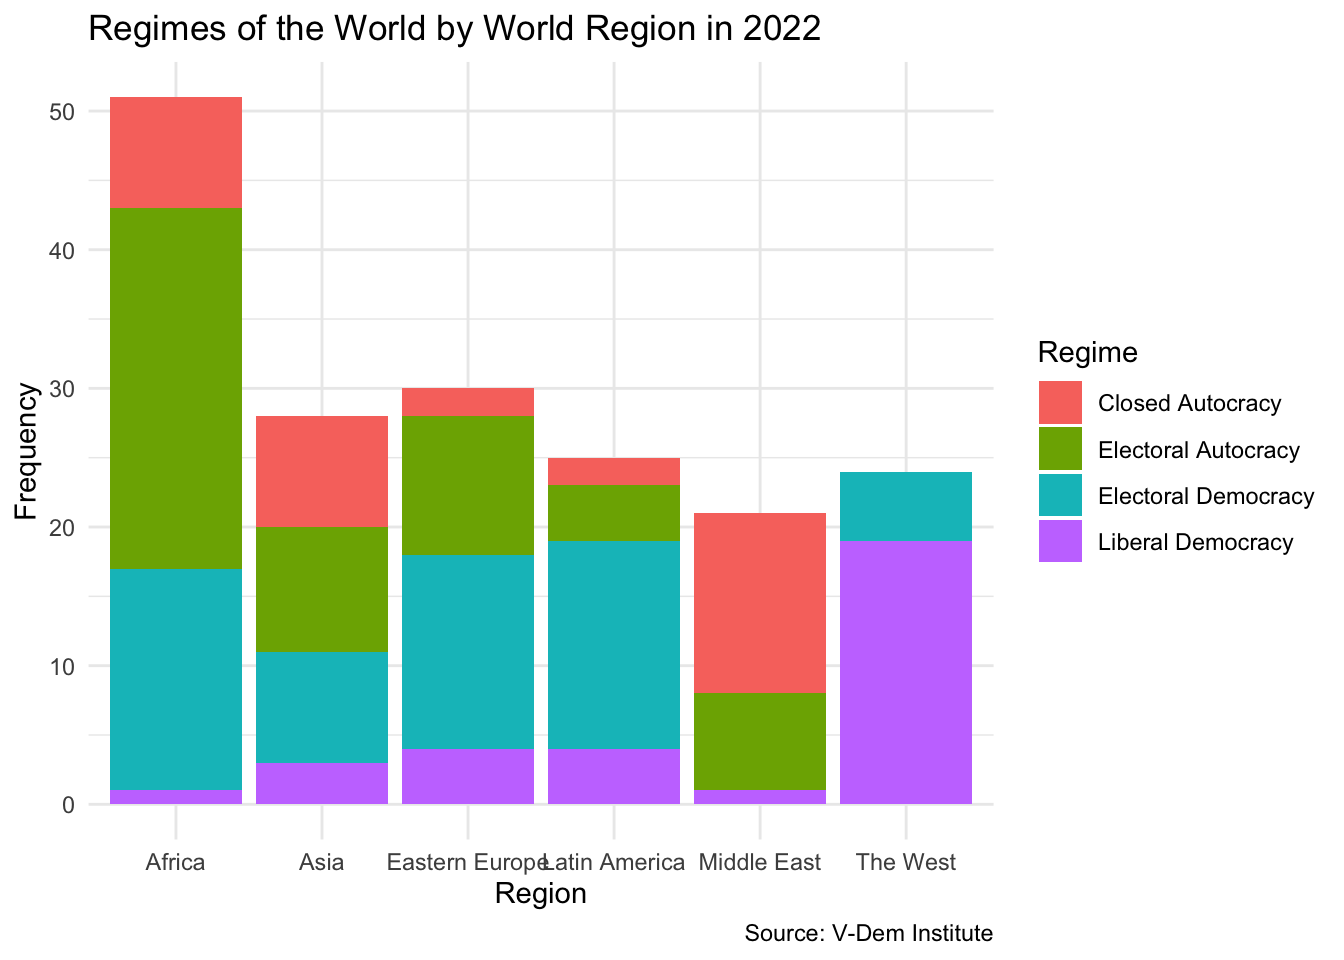 Regimes of the World by World Region in 2022
Frequency
50
40
30
20
10
0
Africa
Asia
Eastern Europe
Latin America
Middle East
The West
Region
Regime
Closed Autocracy
Electoral Autocracy
Electoral Democracy
Liberal Democracy
Source: V-Dem Institute